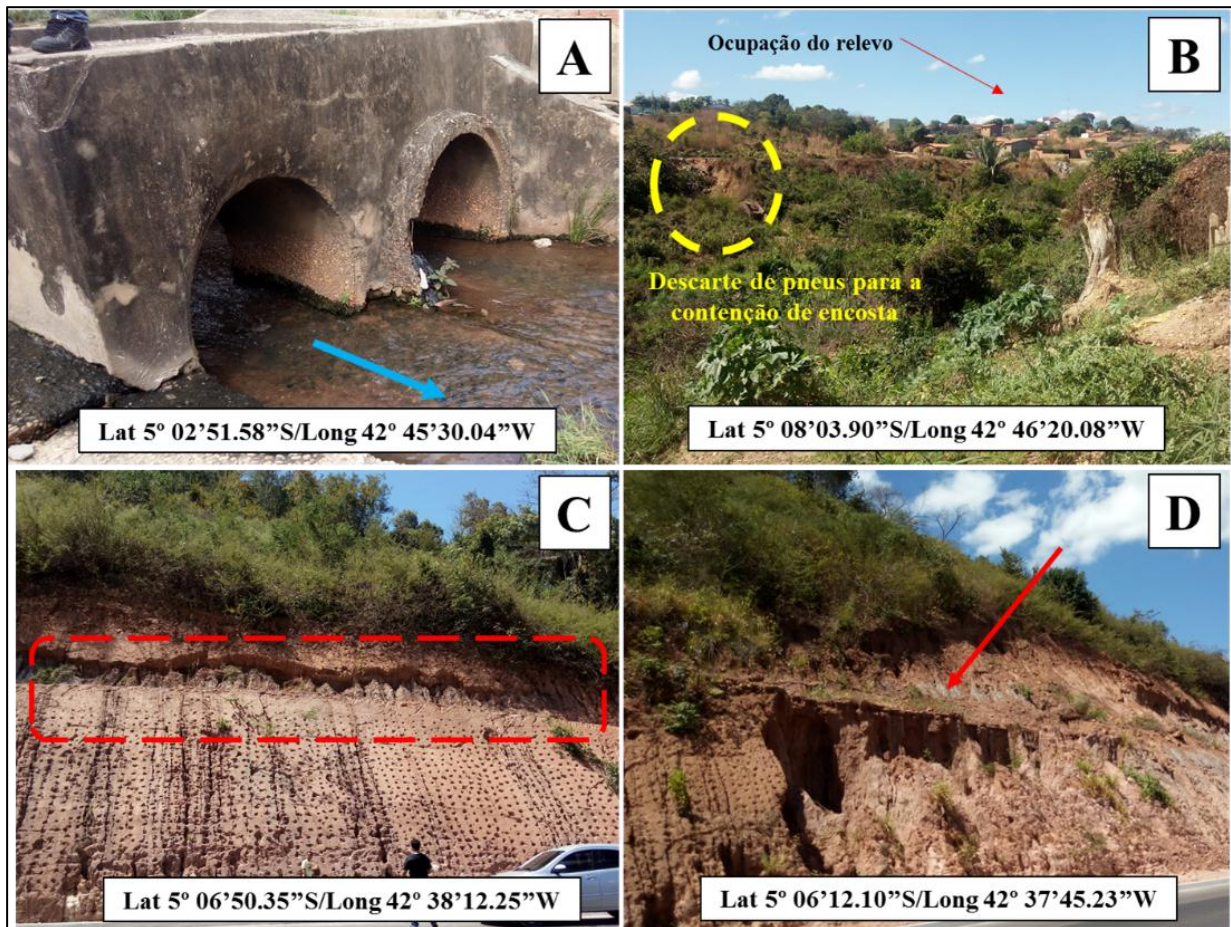 A
Lat 5º 02’51.58”S/Long 42º 45’30.04”W
Ocupação do relevo
B
Descarte de pneus para a
contenção de encosta
Lat 5º 08’03.90”S/Long 42º 46’20.08”W
C
Lat 5º 06’50.35”S/Long 42º 38’12.25”W
D
Lat 5º 06’12.10”S/Long 42º 37’45.23”W